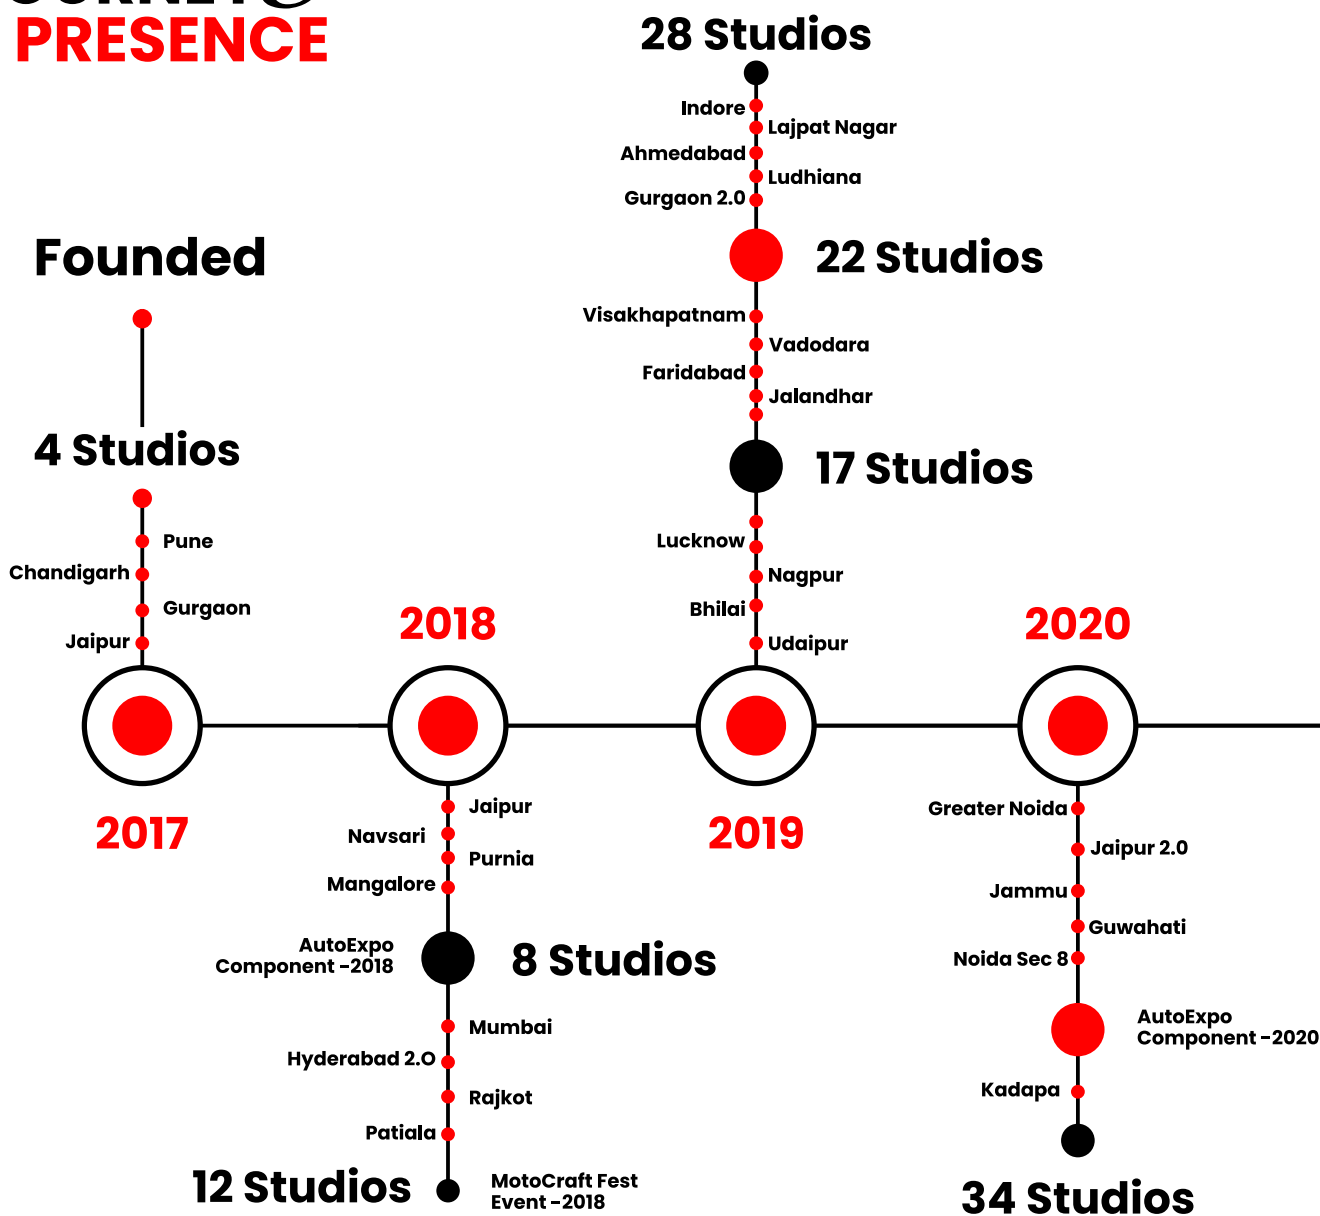 PRESENCE
Founded
4 Studios
Pune
Chandigarh
Gurgaon
Jaipur
2017
2018
Jaipur
Navsari
Purnia
Mangalore
AutoExpo
Component -2018
8 Studios
Mumbai
Hyderabad 2.O
Rajkot
Patiala
12 Studios
MotoCraft Fest
Event -2018
28 Studios
Indore
Lajpat Nagar
Ahmedabad
Ludhiana
Gurgaon 2.0
22 Studios
Visakhapatnam
Vadodara
Faridabad
Jalandhar
17 Studios
Lucknow
Nagpur
Bhilai
Udaipur
2019
2020
Greater Noida
Jaipur 2.0
Jammu
Guwahati
Noida Sec 8
AutoExpo
Component -2020
Kadapa
34 Studios